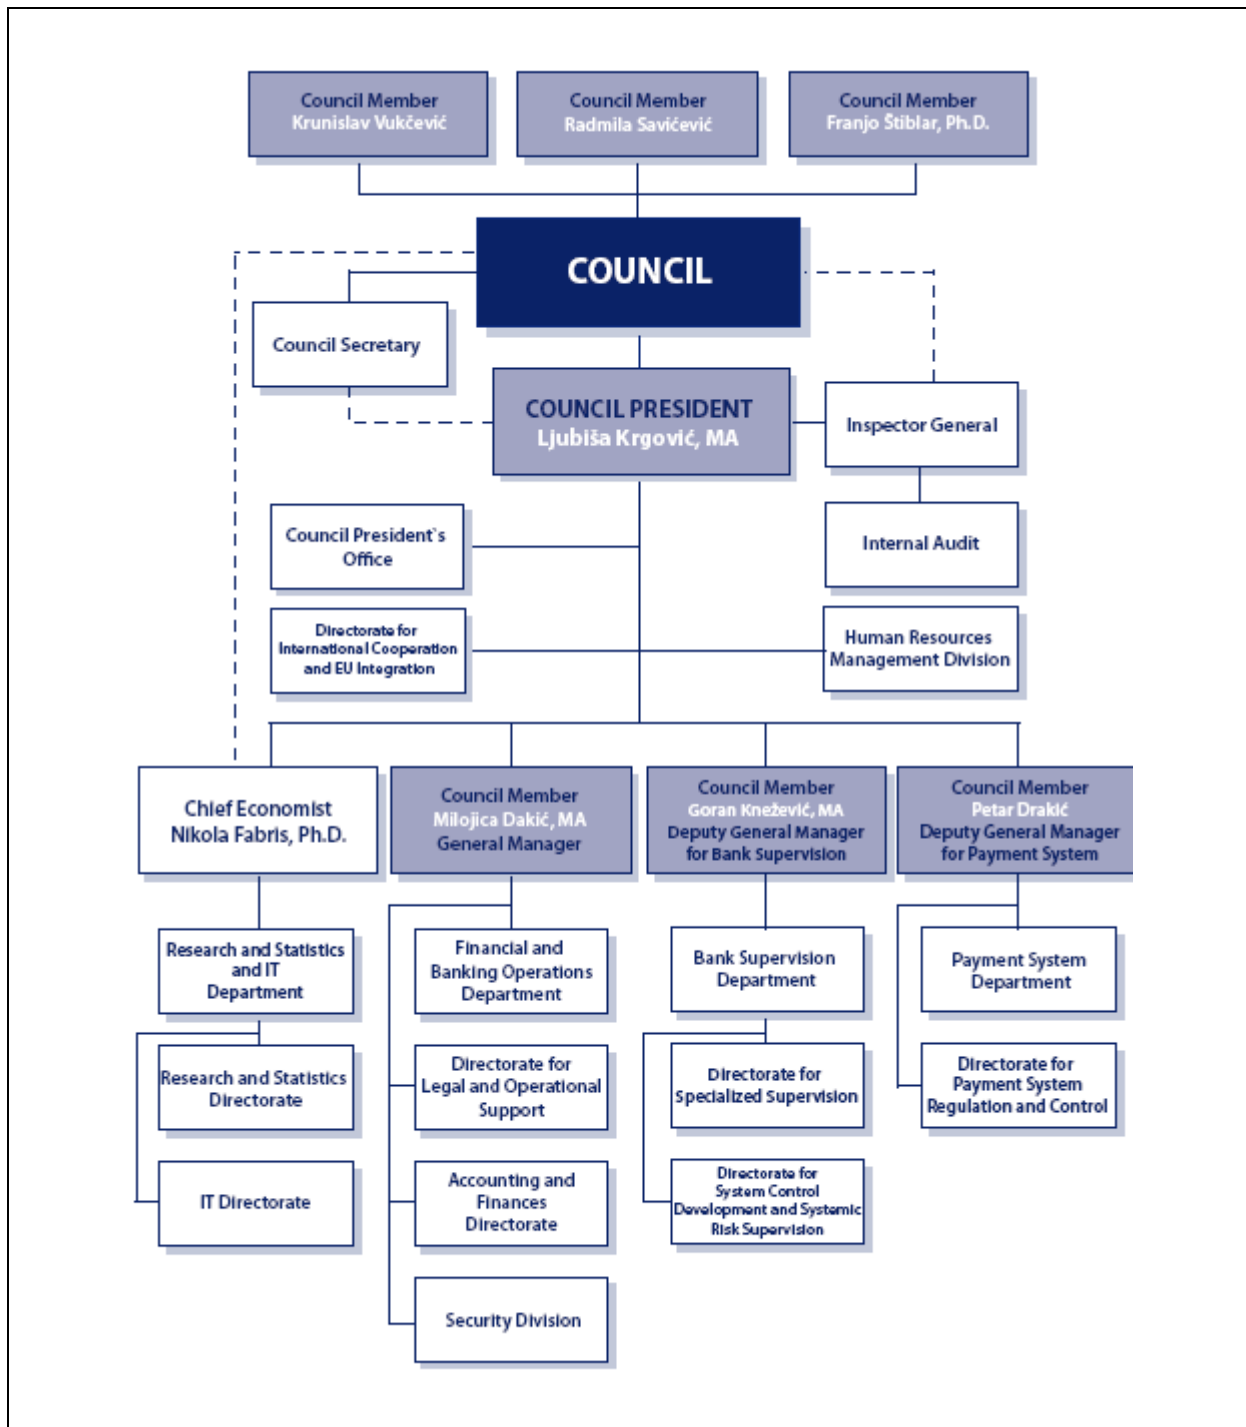 Council Member
Krunislav Vukčević
Council Member
Radmila Savićević
Council Member
Franjo Štiblar, Ph.D.
COUNCIL
Council Secretary
COUNCIL PRESIDENT
Ljubiša Krgović, MA
Inspector General
Council President`s
Office
Internal Audit
Directorate for
International Cooperation
and EU Integration
Human Resources
Management Division
Chief Economist
Nikola Fabris, Ph.D.
Council Member
Milojica Dakić, MA
General Manager
Council Member
Goran Knežević, MA
Deputy General Manager
for Bank Supervision
Council Member
Petar Drakić
Deputy General Manager
for Payment System
Research and Statistics
and IT
Department
Research and Statistics
Directorate
IT Directorate
Financial and
Banking Operations
Department
Directorate for
Legal and Operational
Support
Accounting and
Finances
Directorate
Security Division
Bank Supervision
Department
Directorate for
Specialized Supervision
Directorate for
System Control
Development and Systemic
Risk Supervision
Payment System
Department
Directorate for
Payment System
Regulation and Control